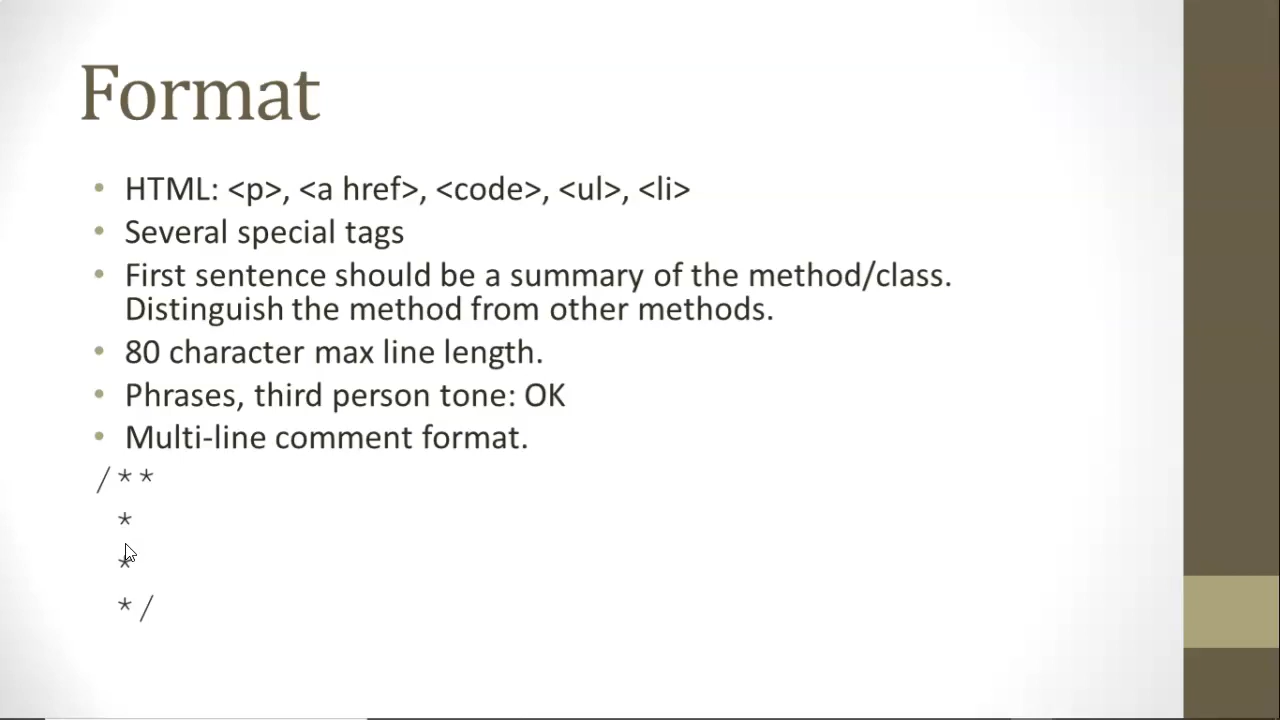 Format
• HTML: <p>, <a href>, <code>, <ul>, <li>
• Several special tags
• First sentence should be a summary of the method/class.
Distinguish the method from other methods.
• 80 character max line length.
• Phrases, third person tone: OK
• Multi-line comment format.
/**
 *
 *
 */